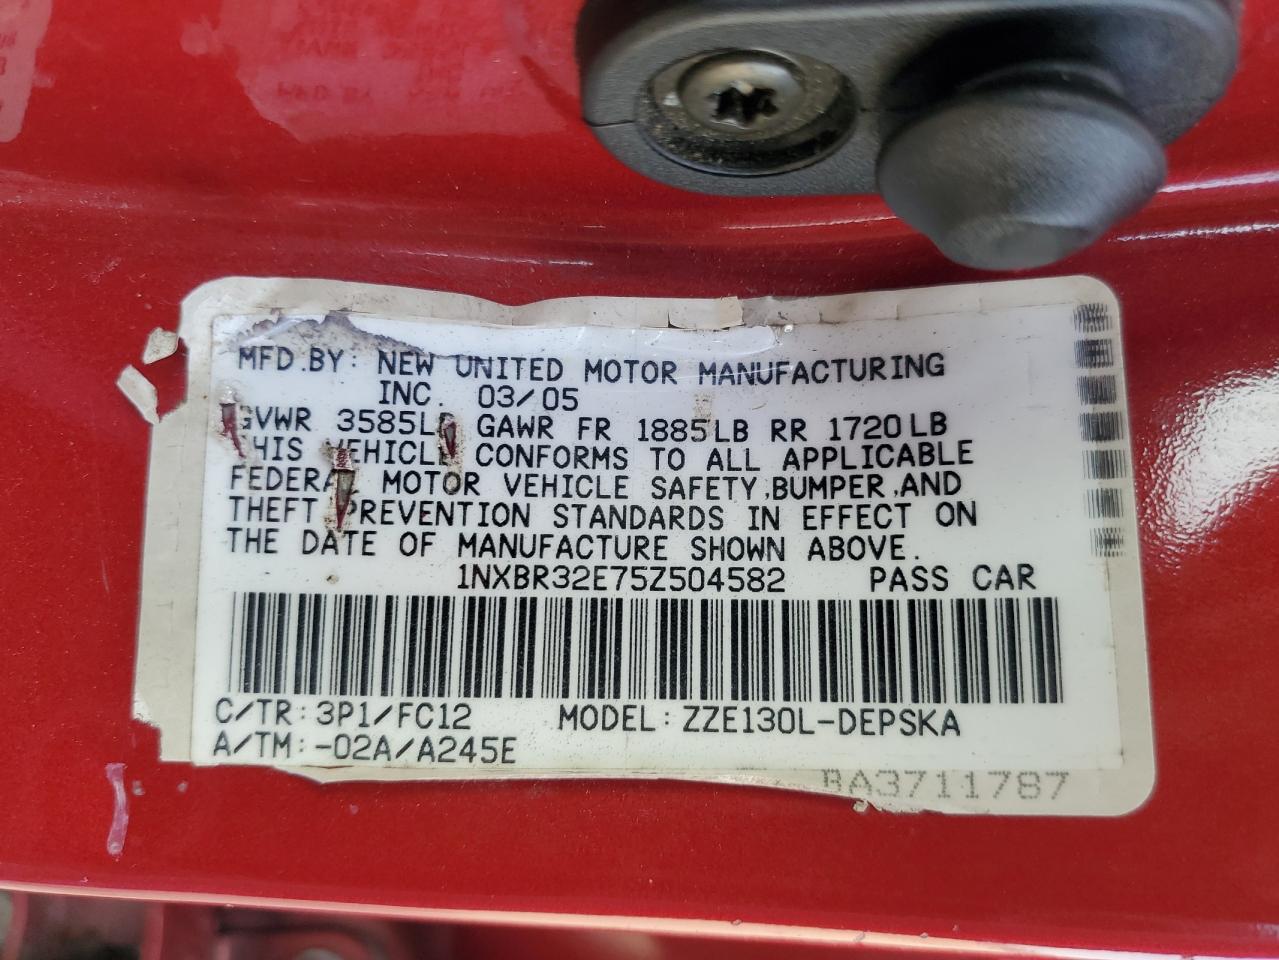 MFD.BY: NEW UNITED MOTOR MANUFACTURING
INC. 03/05
GVWR 3585LB GAWR FR 1885LB RR 1720LB
THIS VEHICLE CONFORMS TO ALL APPLICABLE
FEDERAL MOTOR VEHICLE SAFETY,BUMPER,AND
THEFT PREVENTION STANDARDS IN EFFECT ON
THE DATE OF MANUFACTURE SHOWN ABOVE.
1NXBR32E75Z504582 PASS CAR
C/TR:3P1/FC12 MODEL:ZZE130L-DEPSKA
A/TM:-02A/A245E
BA3711787